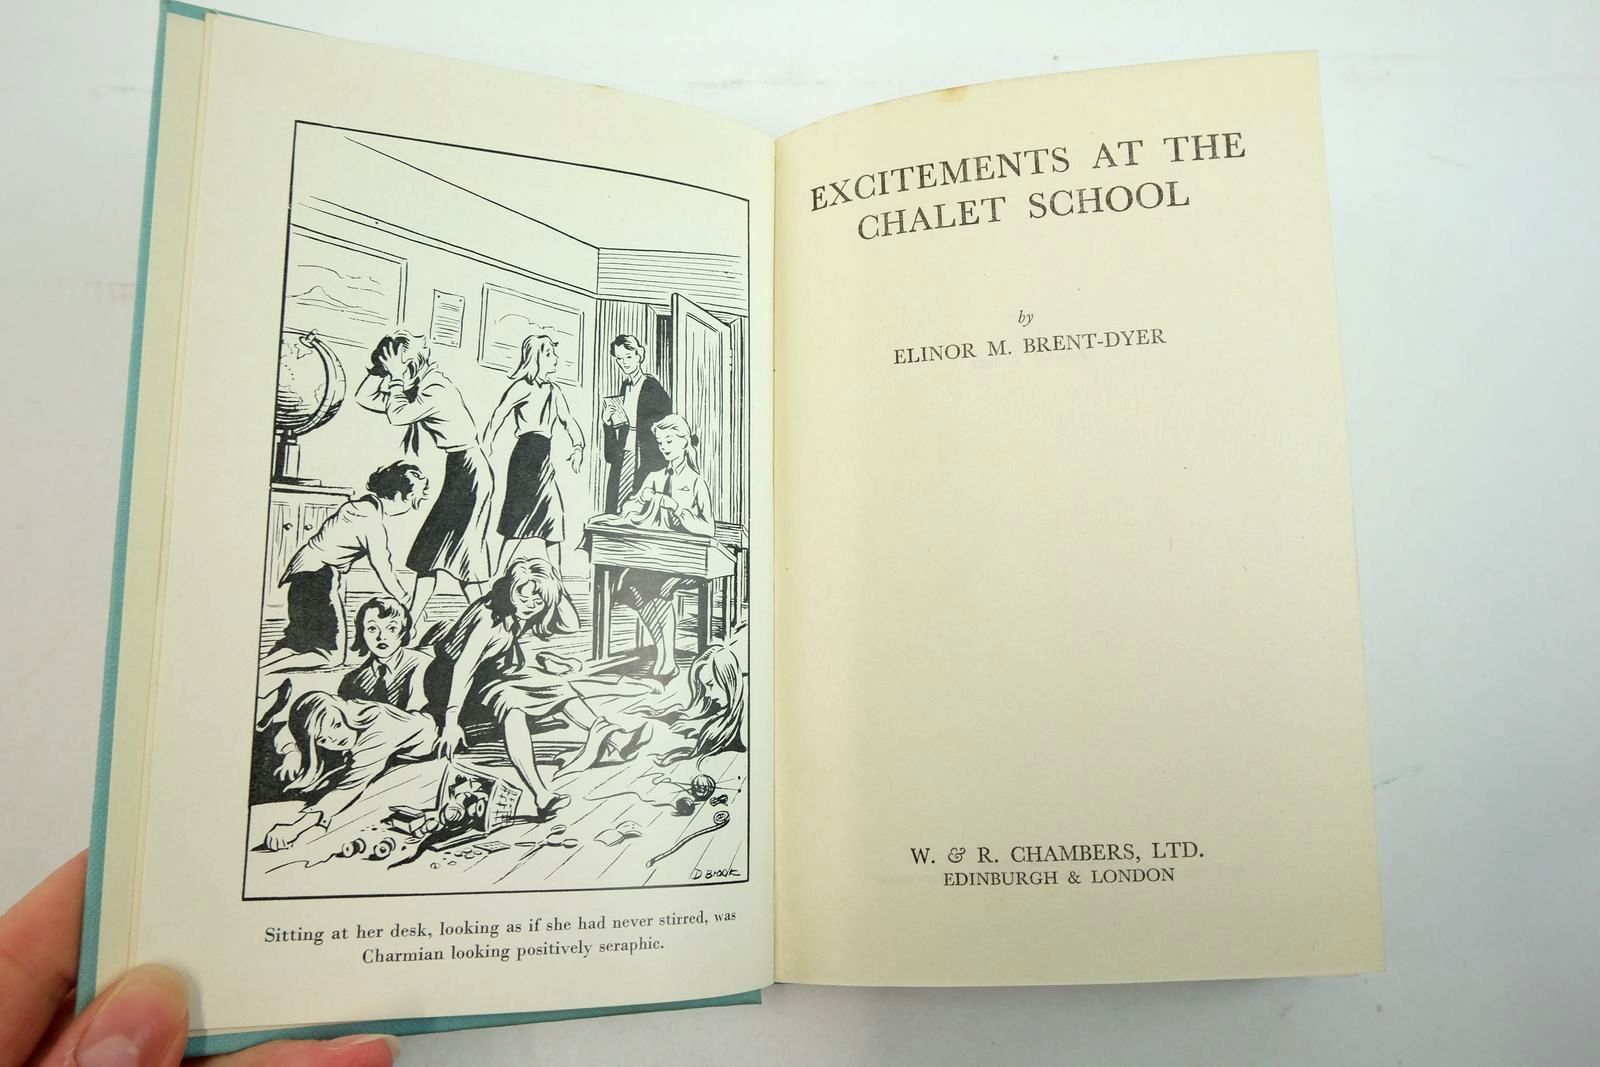 D Brook
Sitting at her desk, looking as if she had never stirred, was
Charmian looking positively seraphic.
EXCITEMENTS AT THE
CHALET SCHOOL
by
ELINOR M. BRENT-DYER
W. & R. CHAMBERS, LTD.
EDINBURGH & LONDON